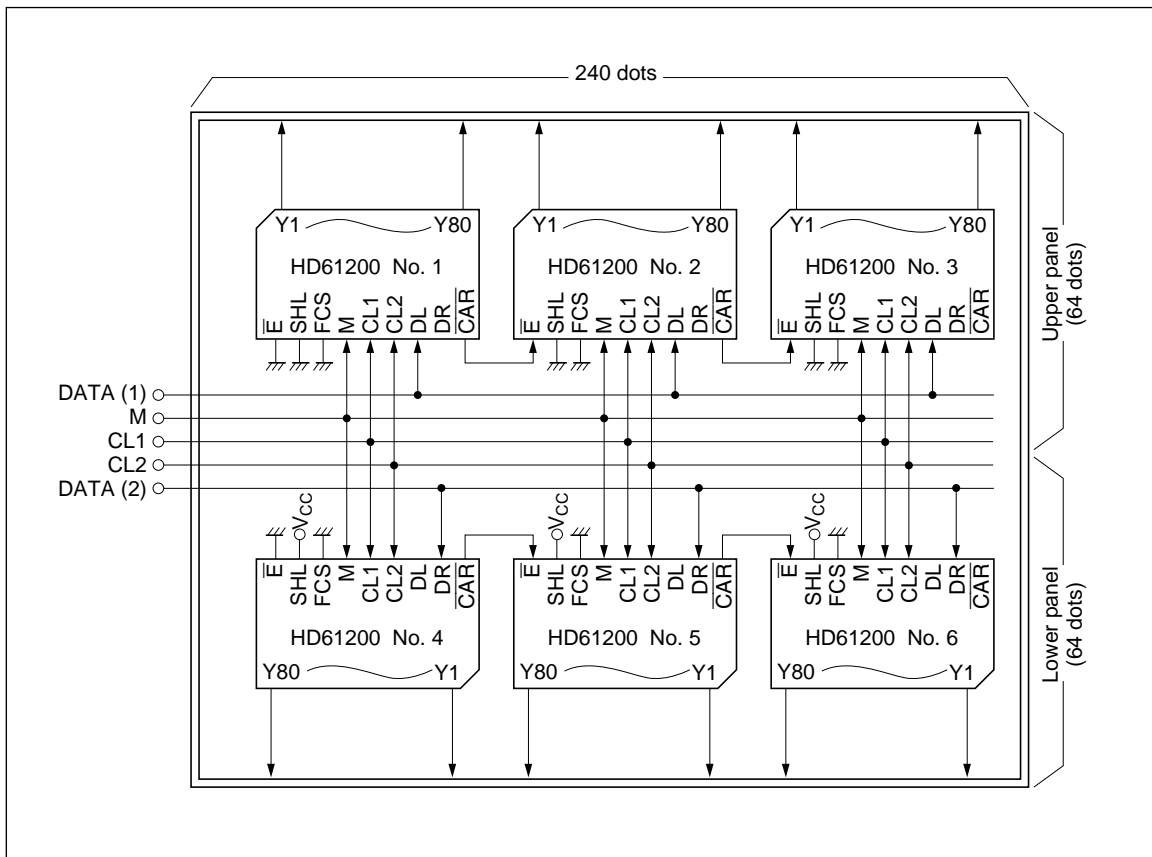 240 dots
Upper panel
(64 dots)
Y1 Y80
HD61200 No. 1
E SHL FCS M CL1 CL2 DL DR CAR
Y1 Y80
HD61200 No. 2
E SHL FCS M CL1 CL2 DL DR CAR
Y1 Y80
HD61200 No. 3
E SHL FCS M CL1 CL2 DL DR CAR
DATA (1)
M
CL1
CL2
DATA (2)
Lower panel
(64 dots)
VCC
E SHL FCS M CL1 CL2 DL DR CAR
HD61200 No. 4
Y80 Y1
VCC
E SHL FCS M CL1 CL2 DL DR CAR
HD61200 No. 5
Y80 Y1
VCC
E SHL FCS M CL1 CL2 DL DR CAR
HD61200 No. 6
Y80 Y1